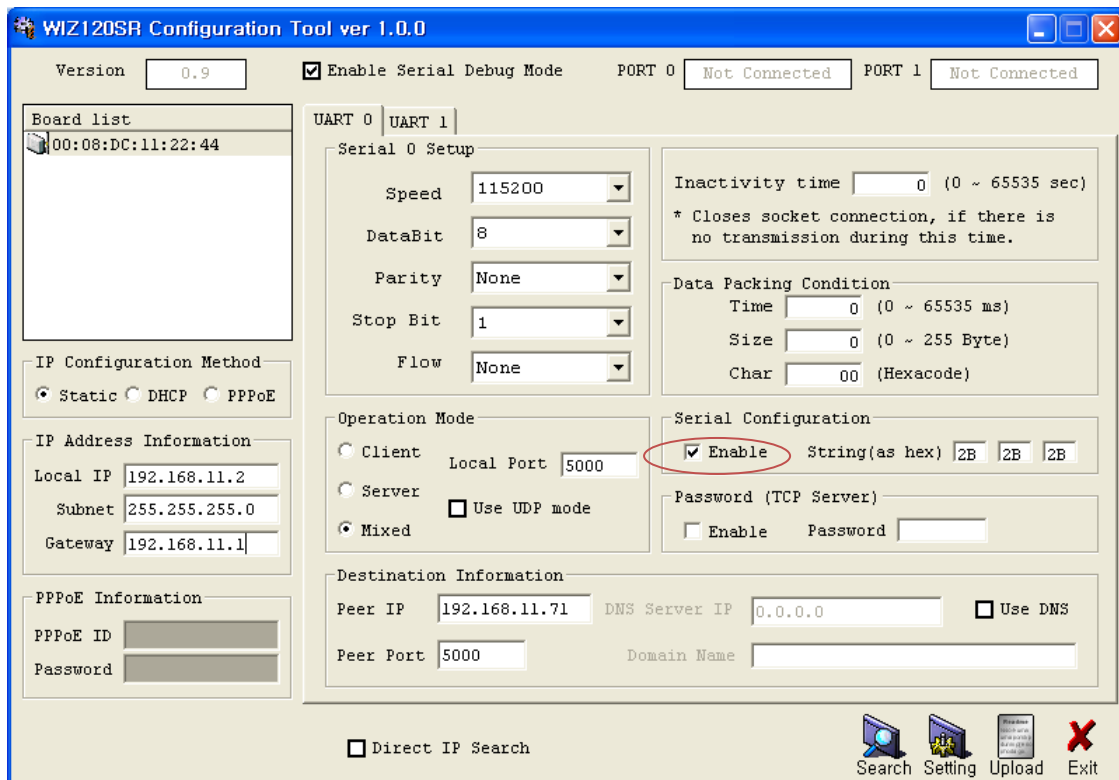 WIZ120SR Configuration Tool ver 1.0.0
Version 0.9
Enable Serial Debug Mode
PORT 0 Not Connected
PORT 1 Not Connected
Board list
00:08:DC:11:22:44
IP Configuration Method
Static DHCP PPPoE
IP Address Information
Local IP 192.168.11.2
Subnet 255.255.255.0
Gateway 192.168.11.1
PPPoE Information
PPPoE ID
Password
UART 0 UART 1
Serial 0 Setup
Speed 115200
DataBit 8
Parity None
Stop Bit 1
Flow None
Inactivity time 0 (0 ~ 65535 sec)
* Closes socket connection, if there is
no transmission during this time.
Data Packing Condition
Time 0 (0 ~ 65535 ms)
Size 0 (0 ~ 255 Byte)
Char 00 (Hexacode)
Operation Mode
Client
Server
Mixed
Local Port 5000
Use UDP mode
Serial Configuration
Enable String(as hex) 2B 2B 2B
Password (TCP Server)
Enable Password
Destination Information
Peer IP 192.168.11.71 DNS Server IP 0.0.0.0 Use DNS
Peer Port 5000 Domain Name
Direct IP Search
Search Setting Upload Exit